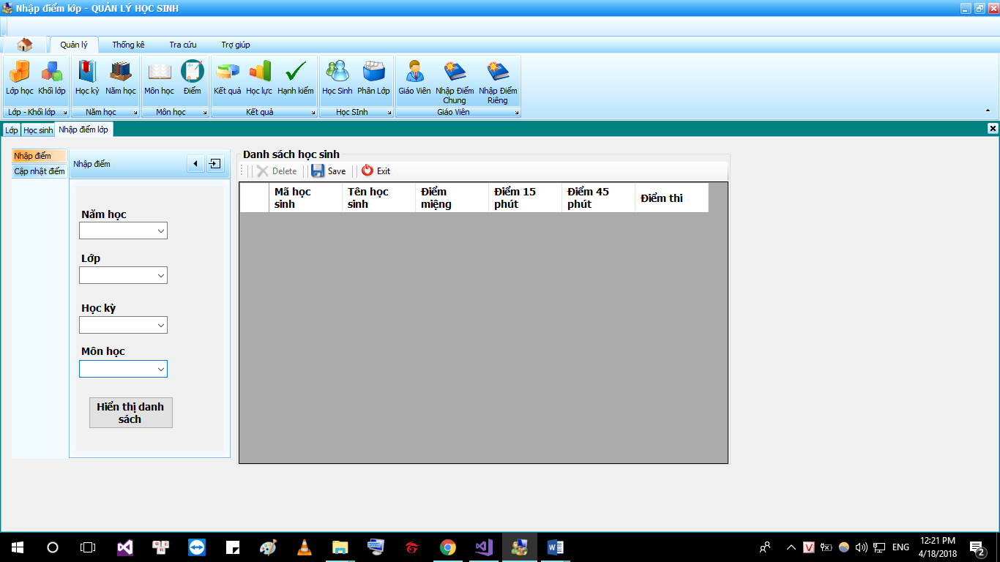 Nhập điểm lớp - QUẢN LÝ HỌC SINH
Quản lý Thống kê Tra cứu Trợ giúp
Lớp học Khối lớp Học kỳ Năm học Môn học Điểm Kết quả Học lực Hạnh kiểm Học Sinh Phân Lớp Giáo Viên Nhập Điểm Chung Nhập Điểm Riêng
Lớp - Khối lớp Năm học Môn học Kết quả Học SInh Giáo Viên
Lớp Học sinh Nhập điểm lớp
Nhập điểm
Cập nhật điểm
Nhập điểm
Năm học
Lớp
Học kỳ
Môn học
Hiển thị danh
sách
Danh sách học sinh
Delete Save Exit
Mã học sinh Tên học sinh Điểm miệng Điểm 15 phút Điểm 45 phút Điểm thi
V ENG
12:21 PM
4/18/2018
2